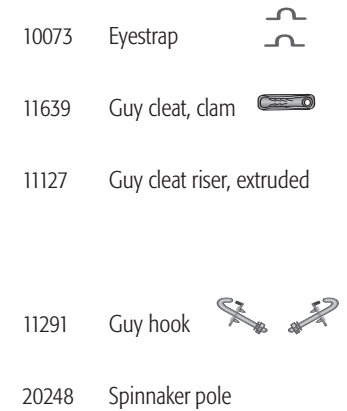 10073 Eyestrap
11639 Guy cleat, clam
11127 Guy cleat riser, extruded
11291 Guy hook
20248 Spinnaker pole